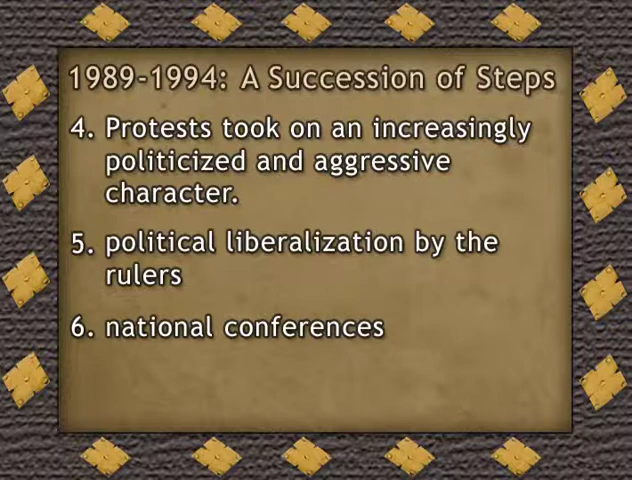 1989-1994: A Succession of Steps
4. Protests took on an increasingly
politicized and aggressive
character.
5. political liberalization by the
rulers
6. national conferences